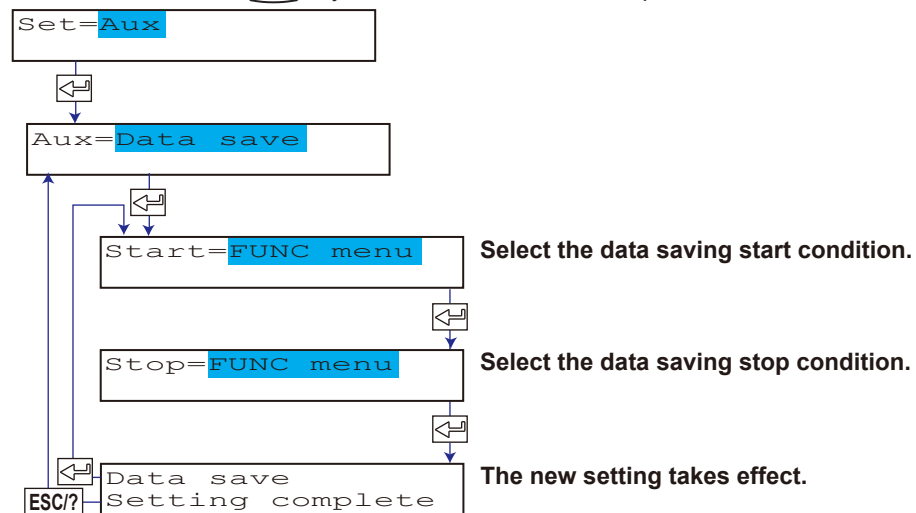 Set=Aux
Aux=Data save
Start=FUNC menu
Select the data saving start condition.
Stop=FUNC menu
Select the data saving stop condition.
Data save
Setting complete
The new setting takes effect.
ESC/?